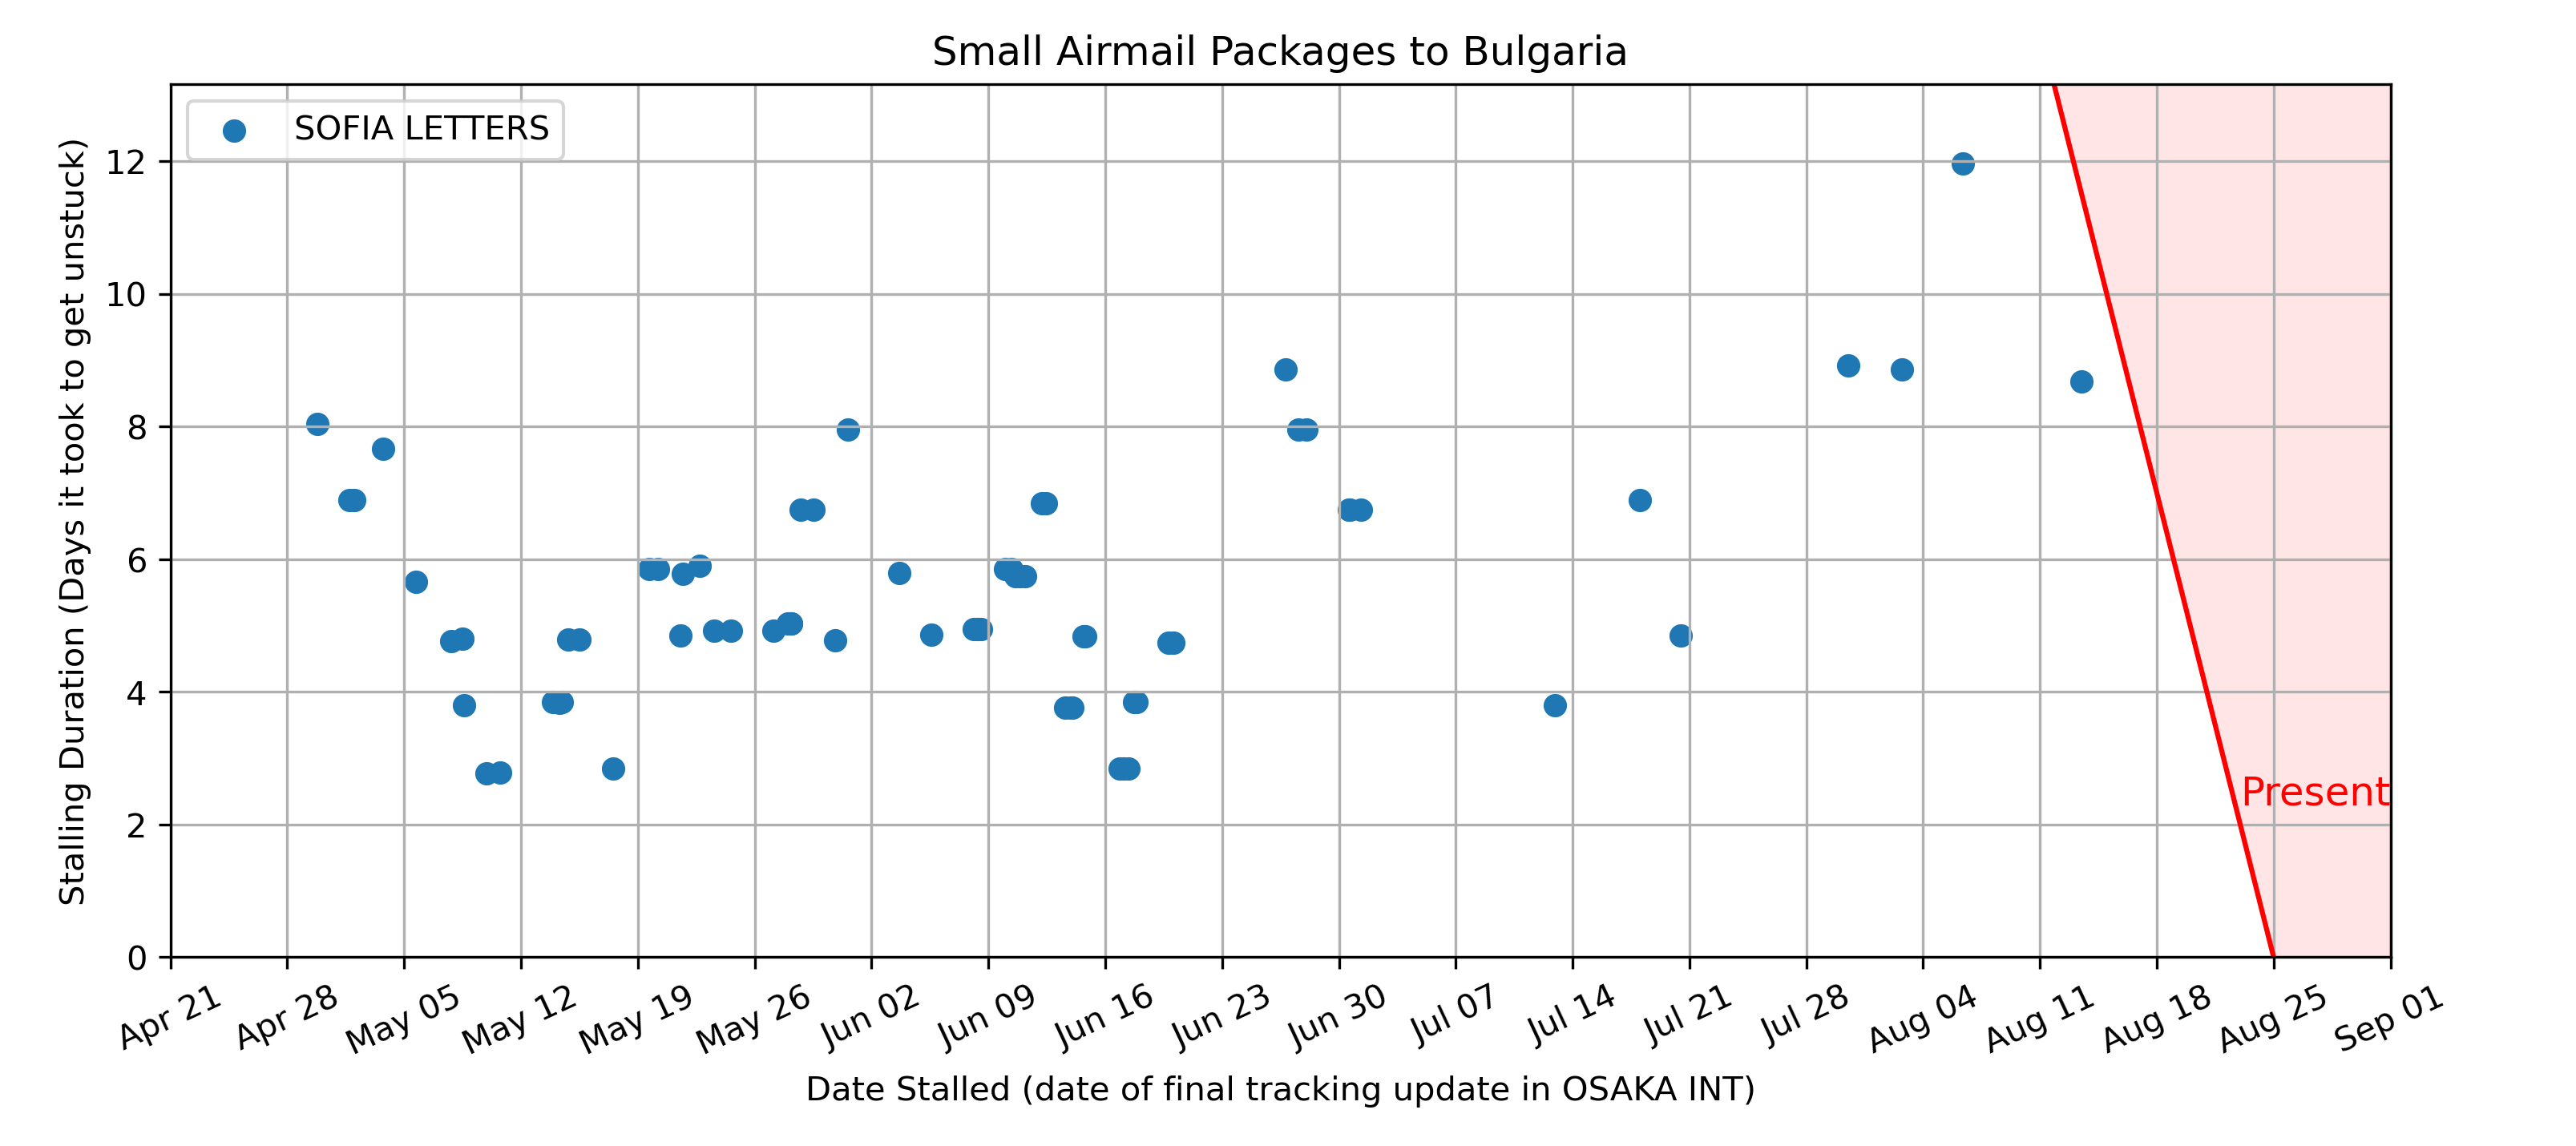 Small Airmail Packages to Bulgaria
SOFIA LETTERS
Stalling Duration (Days it took to get unstuck)
12
10
8
6
4
2
0
Present
Apr 21
Apr 28
May 05
May 12
May 19
May 26
Jun 02
Jun 09
Jun 16
Jun 23
Jun 30
Jul 07
Jul 14
Jul 21
Jul 28
Aug 04
Aug 11
Aug 18
Aug 25
Sep 01
Date Stalled (date of final tracking update in OSAKA INT)